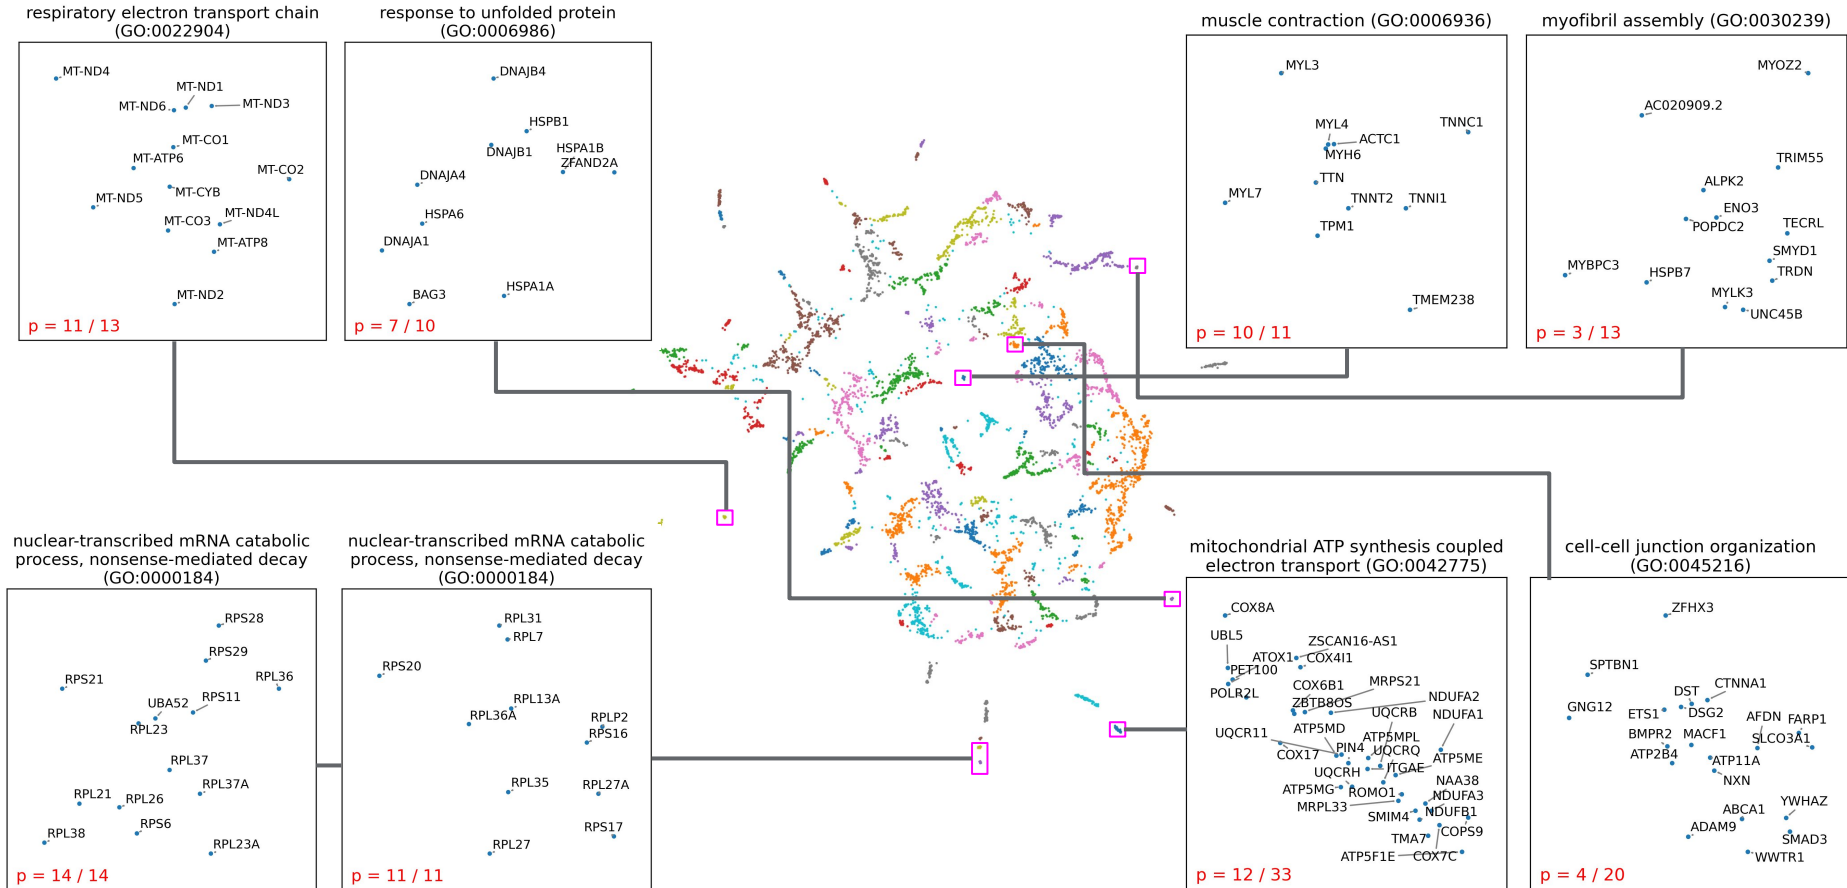 respiratory electron transport chain
(GO:0022904)
MT-ND4
MT-ND1
MT-ND6
MT-ND3
MT-CO1
MT-ATP6
MT-CO2
MT-ND5
MT-CYB
MT-CO3
MT-ND4L
MT-ATP8
MT-ND2
p = 11 / 13
response to unfolded protein
(GO:0006986)
DNAJB4
HSPB1
DNAJB1
HSPA1B
ZFAND2A
DNAJA4
HSPA6
DNAJA1
BAG3
HSPA1A
p = 7 / 10
muscle contraction (GO:0006936)
MYL3
MYL4
ACTC1
TNNC1
MYH6
TTN
MYL7
TNNT2
TNNI1
TPM1
TMEM238
p = 10 / 11
myofibril assembly (GO:0030239)
MYOZ2
AC020909.2
TRIM55
ALPK2
ENO3
POPDC2
TECRL
SMYD1
MYBPC3
HSPB7
TRDN
MYLK3
UNC45B
p = 3 / 13
nuclear-transcribed mRNA catabolic
process, nonsense-mediated decay
(GO:0000184)
RPS28
RPS29
RPS21
RPL36
UBA52
RPS11
RPL23
RPL37
RPL37A
RPL21
RPL26
RPS6
RPL38
RPL23A
p = 14 / 14
nuclear-transcribed mRNA catabolic
process, nonsense-mediated decay
(GO:0000184)
RPL31
RPL7
RPS20
RPL13A
RPL36A
RPLP2
RPS16
RPL35
RPL27A
RPS17
RPL27
p = 11 / 11
mitochondrial ATP synthesis coupled
electron transport (GO:0042775)
COX8A
UBL5
ZSCAN16-AS1
ATOX1
COX4I1
PET100
POLR2L
COX6B1
MRPS21
ZBTB8OS
NDUFA2
UQCRB
NDUFA1
UQCR11
ATP5MD
ATP5MPL
PIN4
UQCRQ
COX17
ATP5ME
UQCRH
ITGAE
ATP5MG
ROMO1
NAA38
MRPL33
NDUFA3
SMIM4
NDUFB1
TMA7
COPS9
ATP5F1E
COX7C
p = 12 / 33
cell-cell junction organization
(GO:0045216)
ZFHX3
SPTBN1
GNG12
DST
CTNNA1
ETS1
DSG2
AFDN
FARP1
BMPR2
MACF1
SLCO3A1
ATP2B4
ATP11A
NXN
ABCA1
YWHAZ
ADAM9
SMAD3
WWTR1
p = 4 / 20